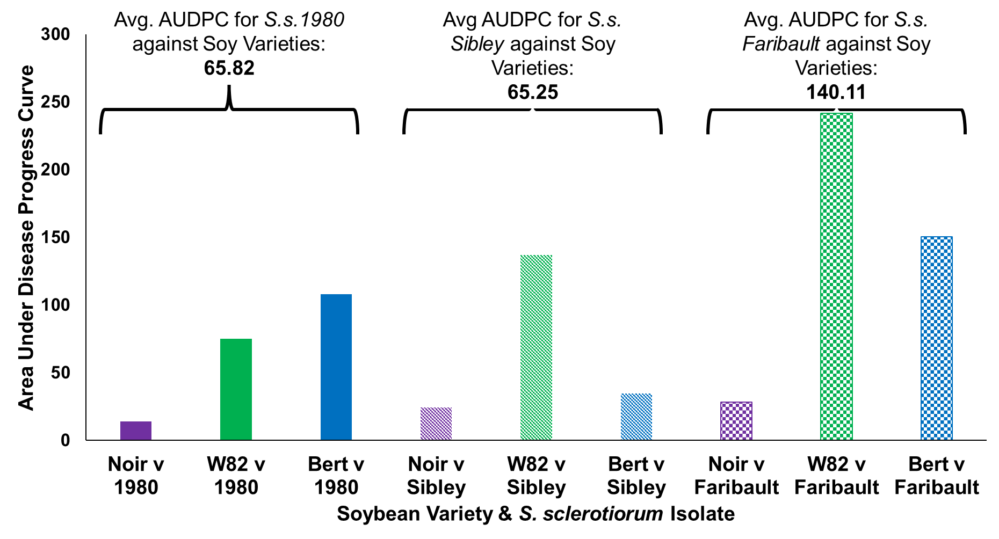 Avg. AUDPC for S.s.1980
against Soy Varieties:
65.82
Avg AUDPC for S.s.
Sibley against Soy
Varieties:
65.25
Avg. AUDPC for S.s.
Faribault against Soy
Varieties:
140.11
Area Under Disease Progress Curve
300
250
200
150
100
50
0
Noir v
1980
W82 v
1980
Bert v
1980
Noir v
Sibley
W82 v
Sibley
Bert v
Sibley
Noir v
Faribault
W82 v
Faribault
Bert v
Faribault
Soybean Variety & S. sclerotiorum Isolate